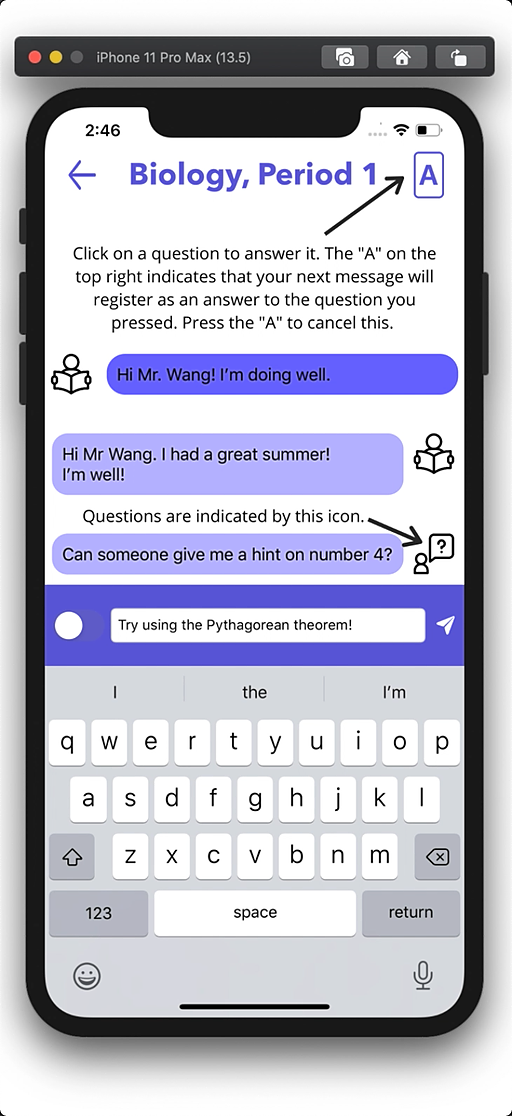 iPhone 11 Pro Max (13.5)
2:46
Biology, Period 1
A
Click on a question to answer it. The "A" on the
top right indicates that your next message will
register as an answer to the question you
pressed. Press the "A" to cancel this.
Hi Mr. Wang! I'm doing well.
Hi Mr Wang. I had a great summer!
I'm well!
Questions are indicated by this icon.
?
Can someone give me a hint on number 4?
Try using the Pythagorean theorem!
I the I'm
q w e r t y u i o p
a s d f g h j k l
z x c v b n m
123 space return